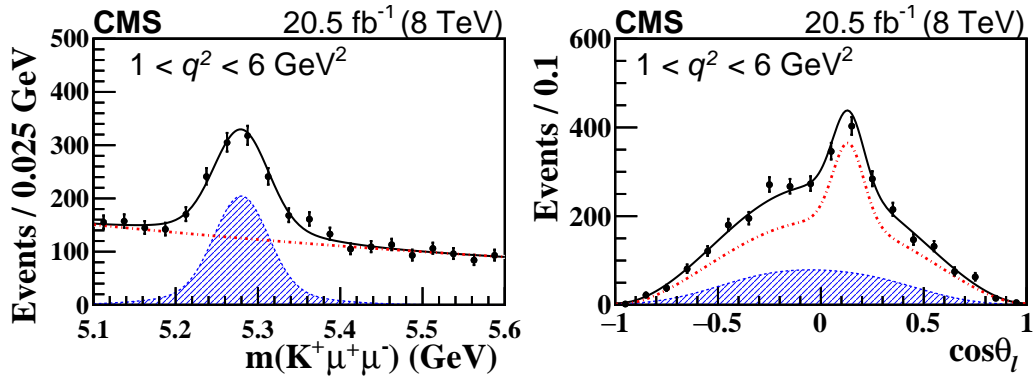 CMS 20.5 fb⁻¹ (8 TeV)
1 < q² < 6 GeV²
Events / 0.025 GeV
500
400
300
200
100
0
5.1 5.2 5.3 5.4 5.5 5.6
m(K⁺μ⁺μ⁻) (GeV)
CMS 20.5 fb⁻¹ (8 TeV)
1 < q² < 6 GeV²
Events / 0.1
600
400
200
0
−1 −0.5 0 0.5 1
cosθₗ